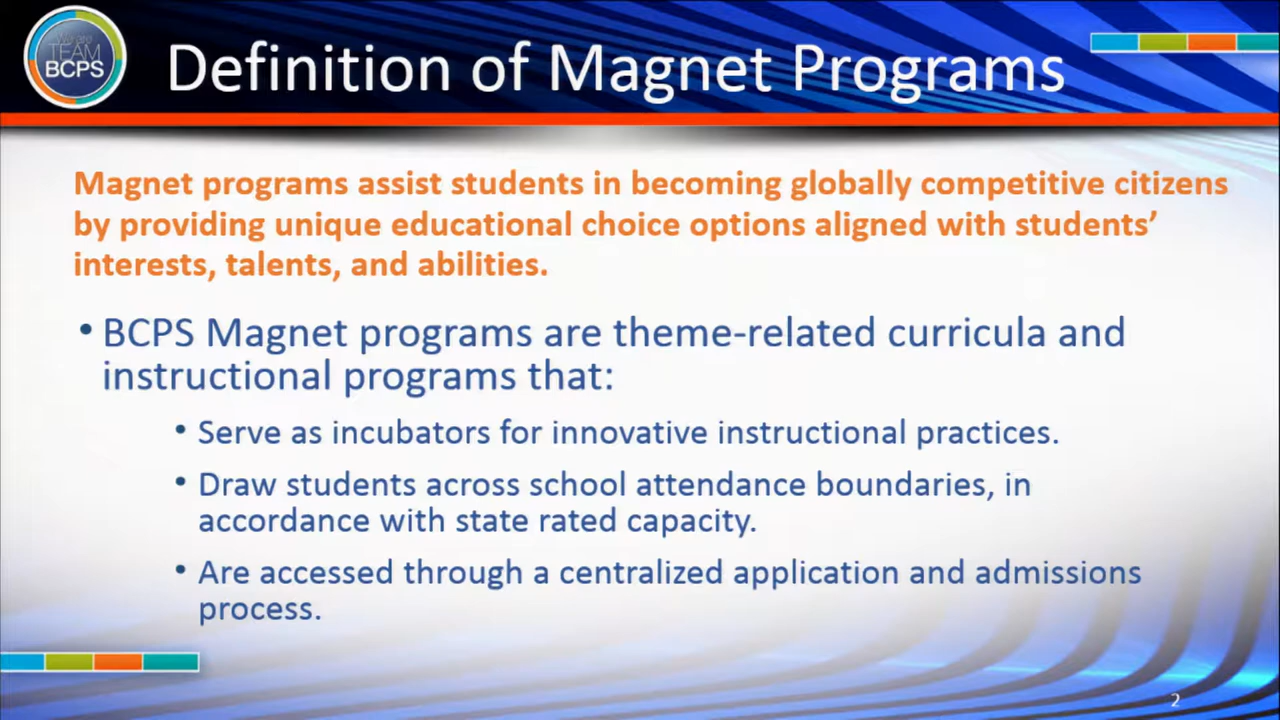 We are
TEAM
BCPS
Definition of Magnet Programs
Magnet programs assist students in becoming globally competitive citizens
by providing unique educational choice options aligned with students’
interests, talents, and abilities.
• BCPS Magnet programs are theme-related curricula and
instructional programs that:
• Serve as incubators for innovative instructional practices.
• Draw students across school attendance boundaries, in
accordance with state rated capacity.
• Are accessed through a centralized application and admissions
process.
2